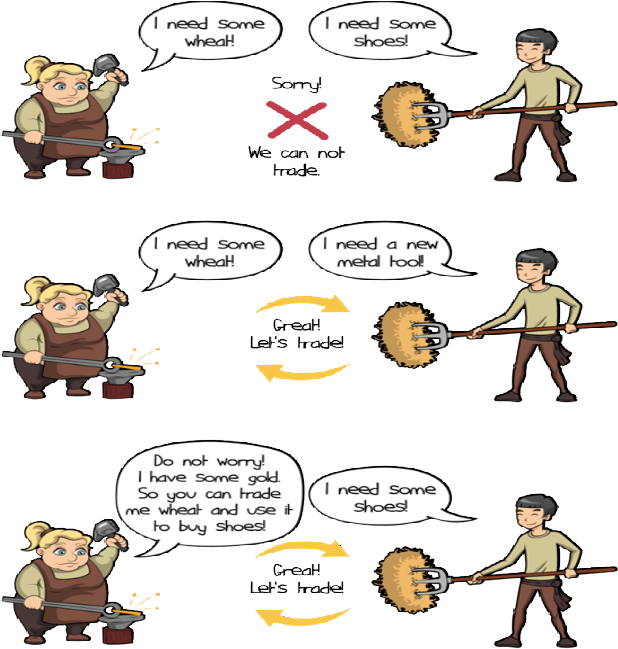 I need some
wheat!
I need some
shoes!
Sorry!
We can not
trade.
I need some
wheat!
I need a new
metal tool!
Great!
Let's trade!
Do not worry!
I have some gold.
So you can trade
me wheat and use it
to buy shoes!
I need some
shoes!
Great!
Let's trade!